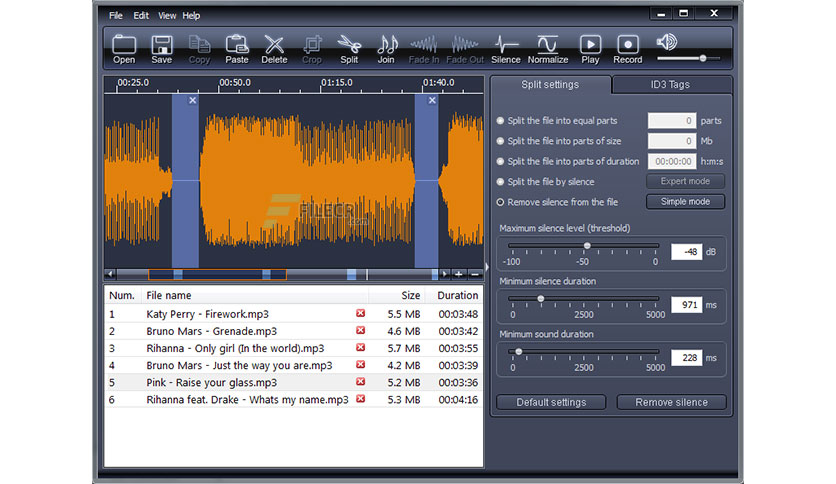 File Edit View Help
Open Save Copy Paste Delete Crop Split Join Fade In Fade Out Silence Normalize Play Record
00:25.0 00:50.0 01:15.0 01:40.0
FILECR
.com
Num. File name Size Duration
1 Katy Perry - Firework.mp3 5.5 MB 00:03:48
2 Bruno Mars - Grenade.mp3 4.6 MB 00:03:42
3 Rihanna - Only girl (In the world).mp3 5.7 MB 00:03:55
4 Bruno Mars - Just the way you are.mp3 4.2 MB 00:03:39
5 Pink - Raise your glass.mp3 5.2 MB 00:03:36
6 Rihanna feat. Drake - Whats my name.mp3 5.3 MB 00:04:16
Split settings ID3 Tags
Split the file into equal parts 0 parts
Split the file into parts of size 0 Mb
Split the file into parts of duration 00:00:00 h:m:s
Split the file by silence Expert mode
Remove silence from the file Simple mode
Maximum silence level (threshold)
-48 dB
-100 -50 0
Minimum silence duration
971 ms
0 2500 5000
Minimum sound duration
228 ms
0 2500 5000
Default settings Remove silence